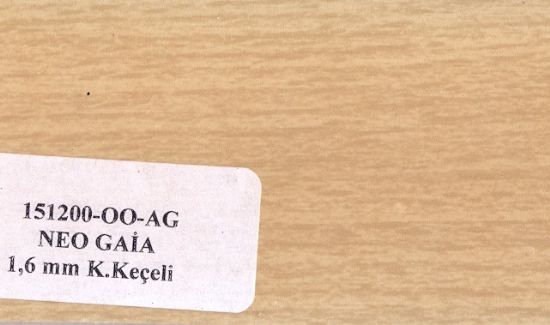 151200-OO-AG
NEO GAİA
1,6 mm K.Keçeli